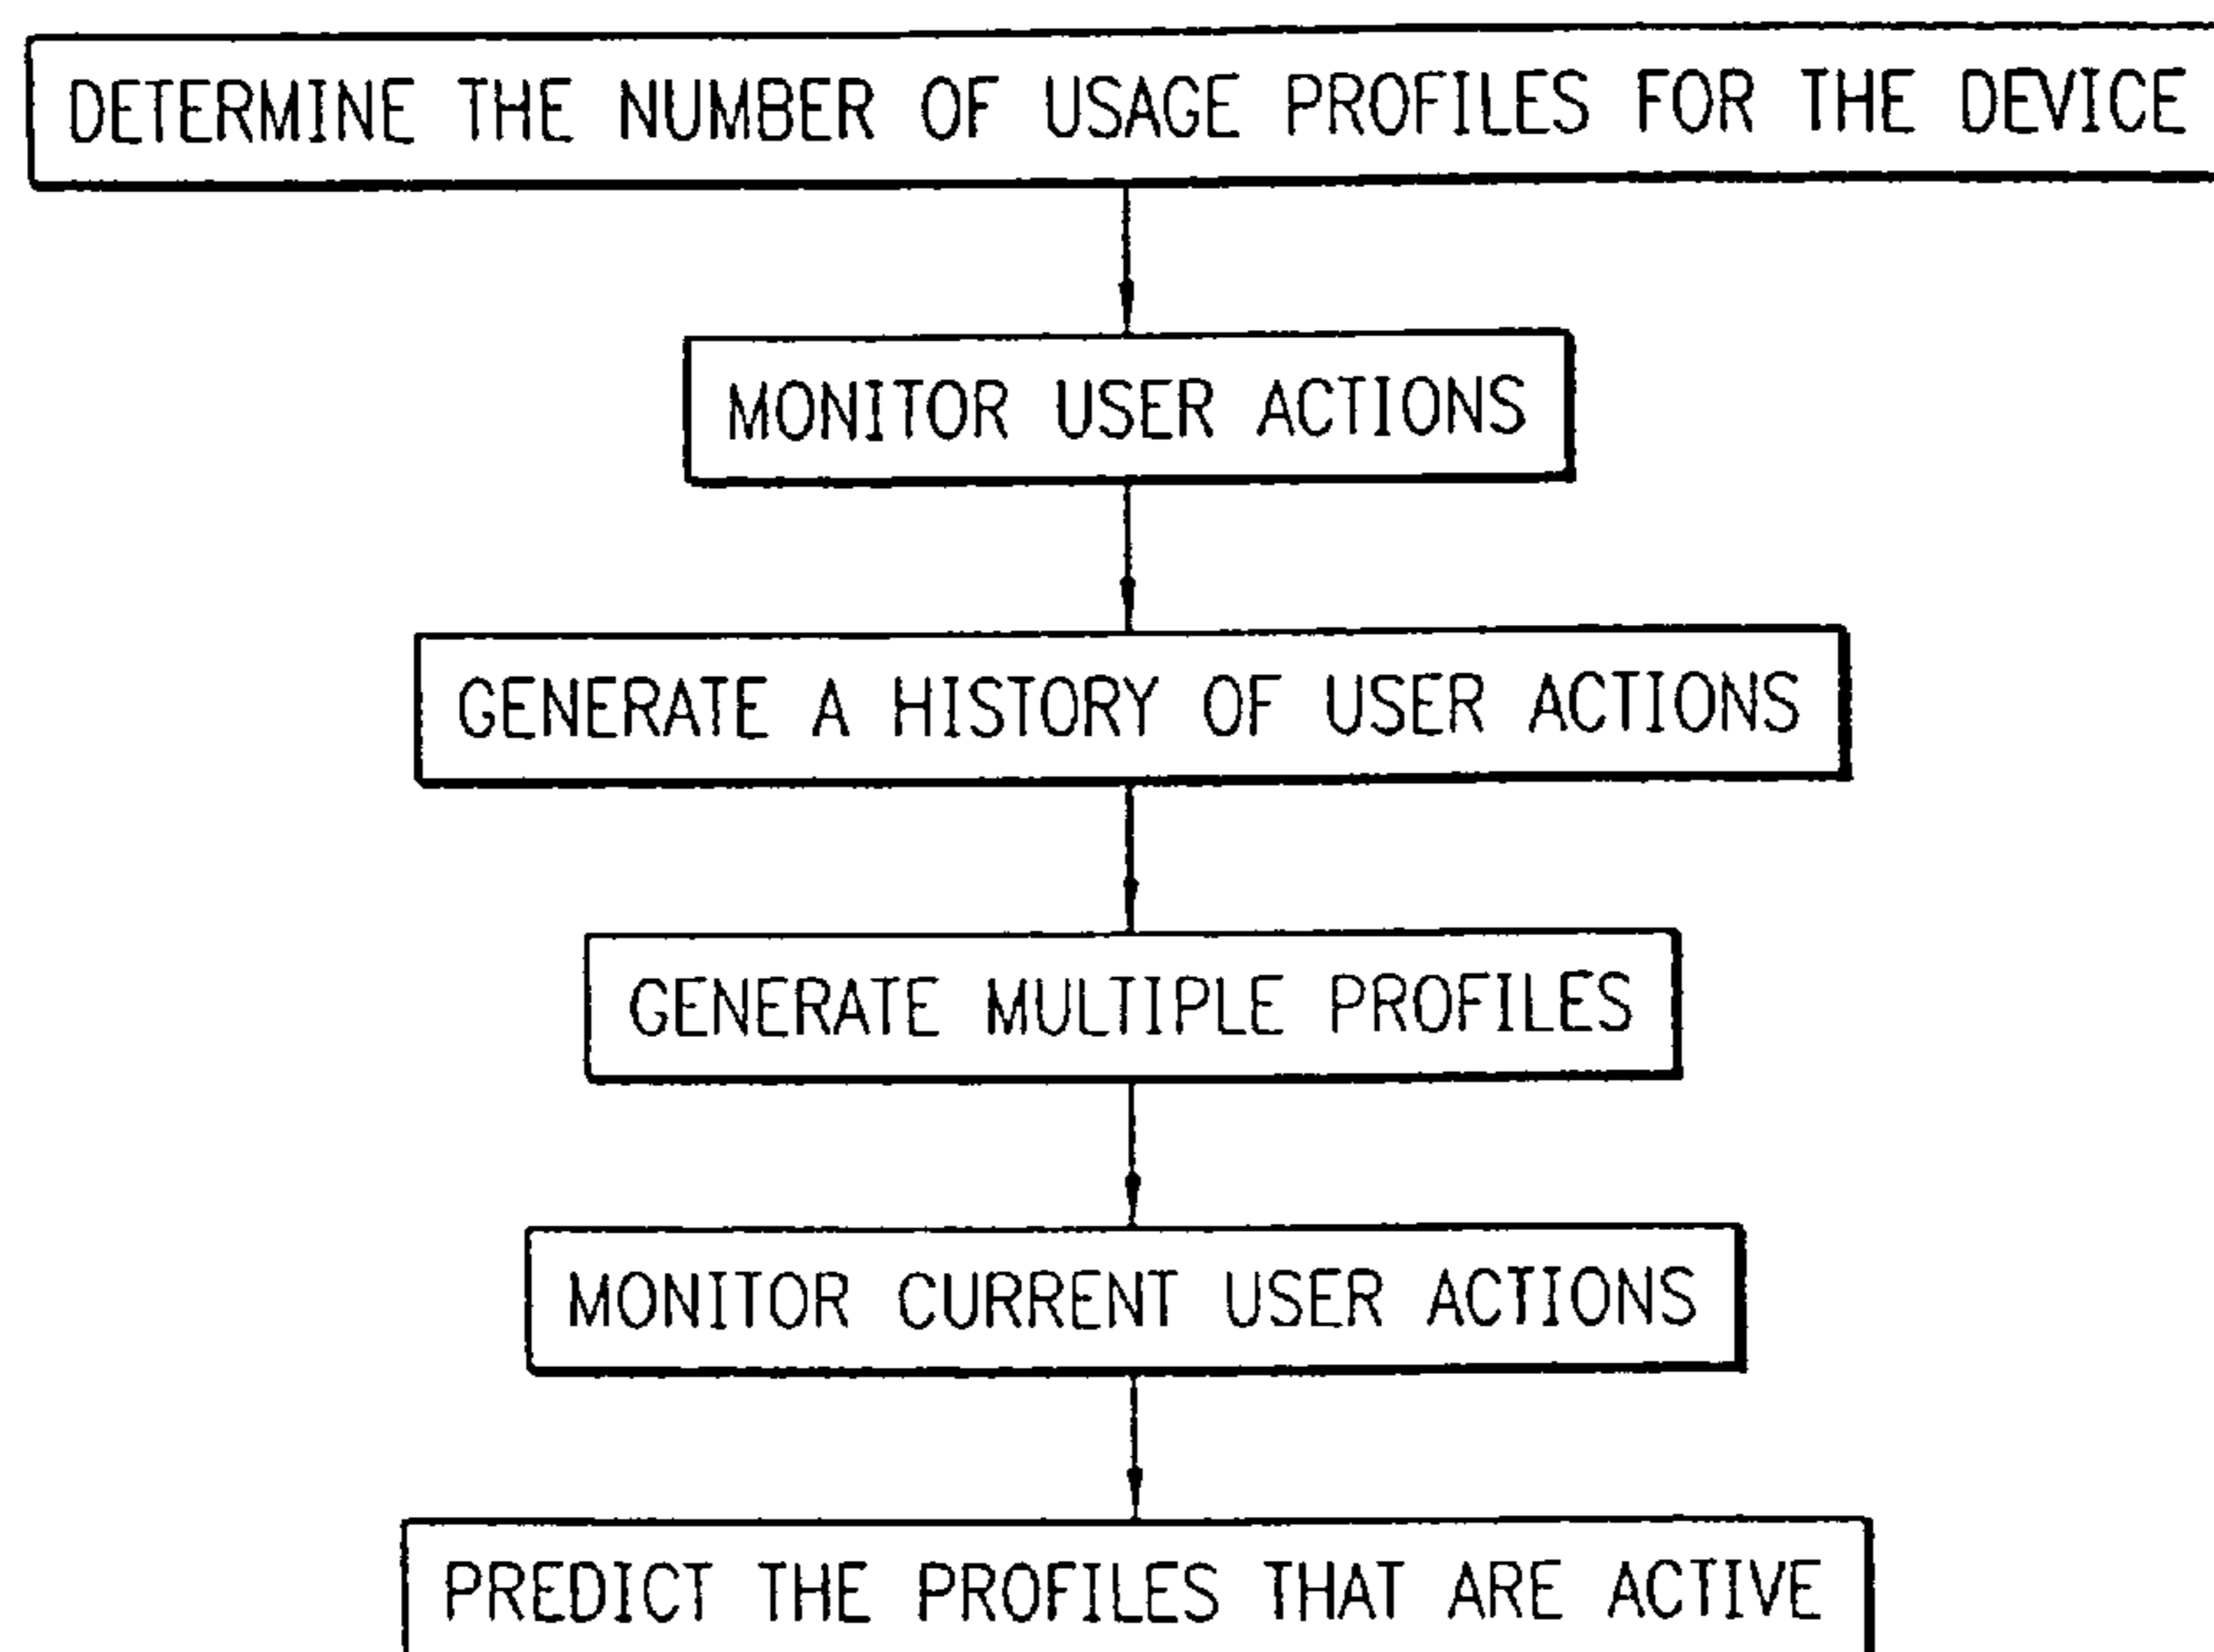 DETERMINE THE NUMBER OF USAGE PROFILES FOR THE DEVICE
MONITOR USER ACTIONS
GENERATE A HISTORY OF USER ACTIONS
GENERATE MULTIPLE PROFILES
MONITOR CURRENT USER ACTIONS
PREDICT THE PROFILES THAT ARE ACTIVE